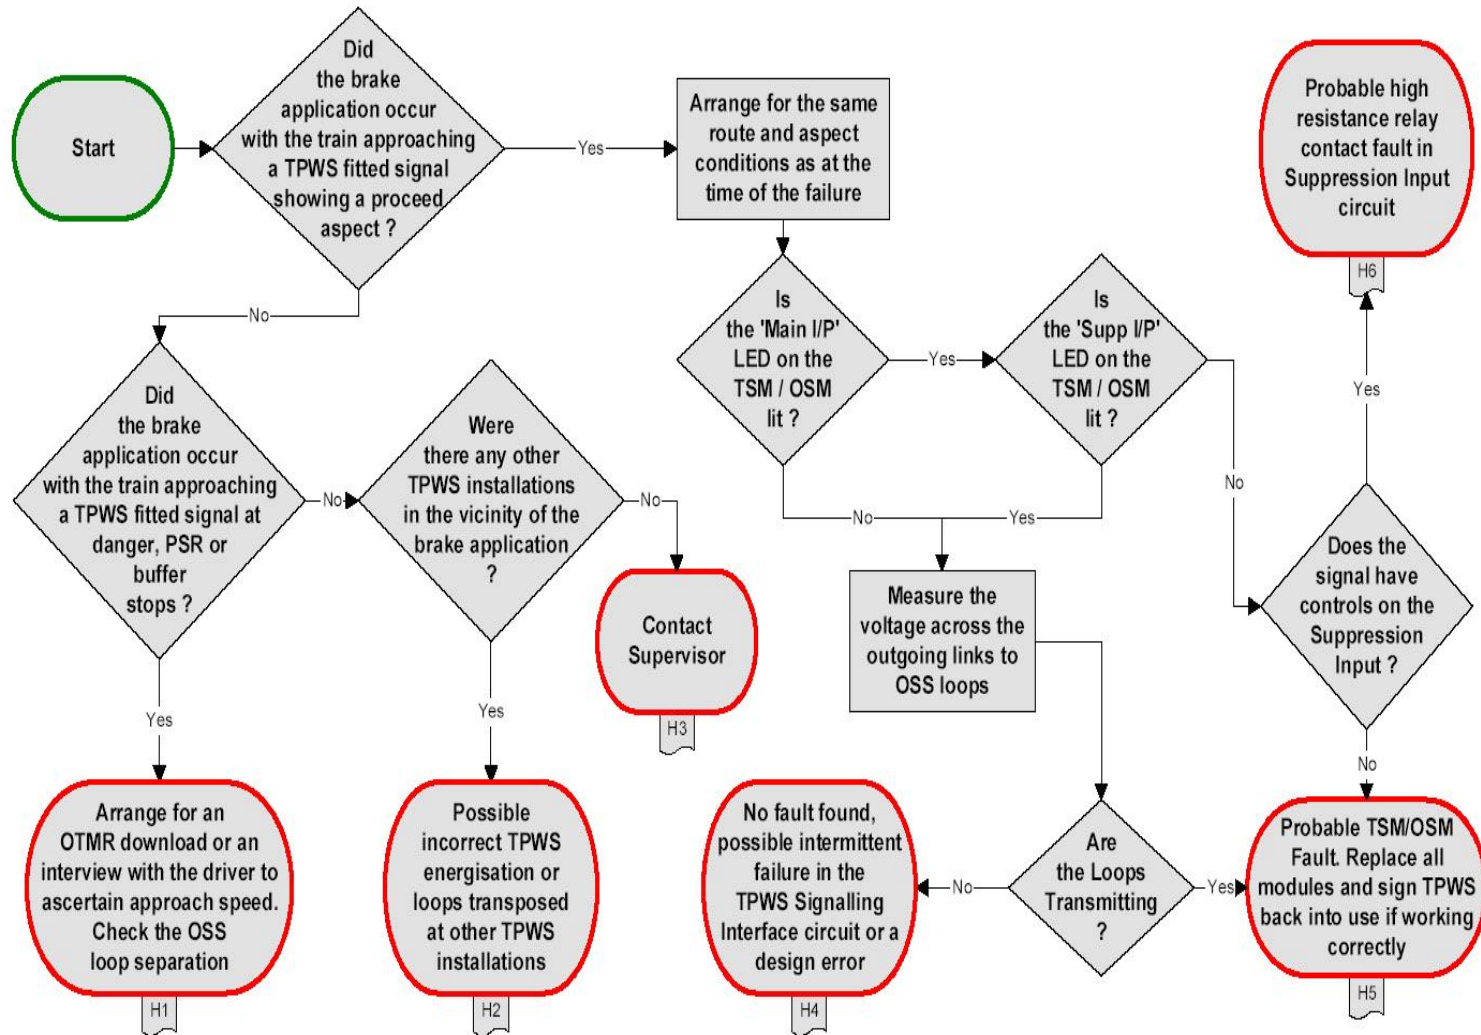 Start
Did
the brake
application occur
with the train approaching
a TPWS fitted signal
showing a proceed
aspect ?
Yes
Arrange for the same
route and aspect
conditions as at the
time of the failure
Probable high
resistance relay
contact fault in
Suppression Input
circuit
H6
No
Is
the 'Main I/P'
LED on the
TSM / OSM
lit ?
Yes
Is
the 'Supp I/P'
LED on the
TSM / OSM
lit ?
Yes
Did
the brake
application occur
with the train approaching
a TPWS fitted signal at
danger, PSR or
buffer
stops ?
No
Were
there any other
TPWS installations
in the vicinity of the
brake application
?
No
No
Yes
No
Contact
Supervisor
H3
Measure the
voltage across the
outgoing links to
OSS loops
Does the
signal have
controls on the
Suppression
Input ?
Yes
Yes
No
Arrange for an
OTMR download or an
interview with the driver to
ascertain approach speed.
Check the OSS
loop separation
H1
Possible
incorrect TPWS
energisation or
loops transposed
at other TPWS
installations
H2
No fault found,
possible intermittent
failure in the
TPWS Signalling
Interface circuit or a
design error
H4
No
Are
the Loops
Transmitting
?
Yes
Probable TSM/OSM
Fault. Replace all
modules and sign TPWS
back into use if working
correctly
H5